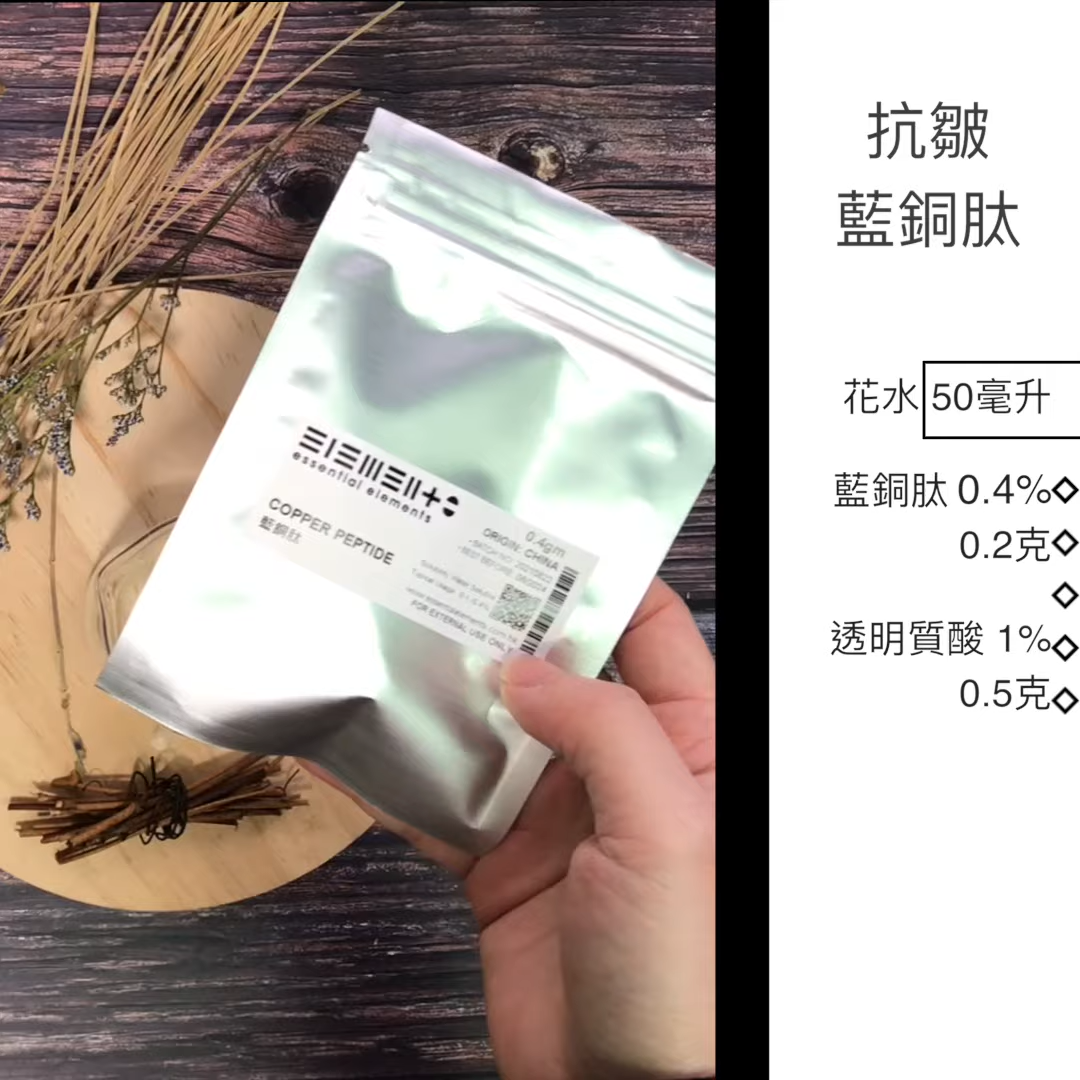 ELEMENTS
essential elements
COPPER PEPTIDE
藍銅肽
0.4gm
ORIGIN: CHINA
FOR EXTERNAL USE ONLY
抗皺
藍銅肽
花水 50毫升
藍銅肽 0.4%
0.2克
透明質酸 1%
0.5克